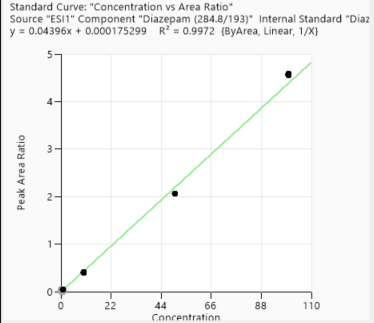 Standard Curve: "Concentration vs Area Ratio"
Source "ESI1" Component "Diazepam (284.8/193)" Internal Standard "Diaz
y = 0.04396x + 0.000175299 R² = 0.9972 {ByArea, Linear, 1/X}
5
4
3
2
1
0
Peak Area Ratio
0 22 44 66 88 110
Concentration